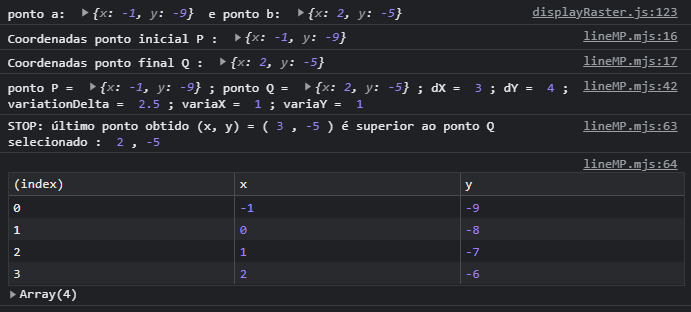 ponto a:  ▶{x: -1, y: -9}  e ponto b:  ▶{x: 2, y: -5}  displayRaster.js:123
Coordenadas ponto inicial P :  ▶{x: -1, y: -9}  lineMP.mjs:16
Coordenadas ponto final Q :  ▶{x: 2, y: -5}  lineMP.mjs:17
ponto P =  ▶{x: -1, y: -9} ; ponto Q =  ▶{x: 2, y: -5} ; dX =  3 ; dY =  4 ;  lineMP.mjs:42
variationDelta =  2.5 ; variaX =  1 ; variaY =  1
STOP: último ponto obtido (x, y) = ( 3 , -5 ) é superior ao ponto Q  lineMP.mjs:63
selecionado :  2 , -5
lineMP.mjs:64
(index) x y
0 -1 -9
1 0 -8
2 1 -7
3 2 -6
▶Array(4)